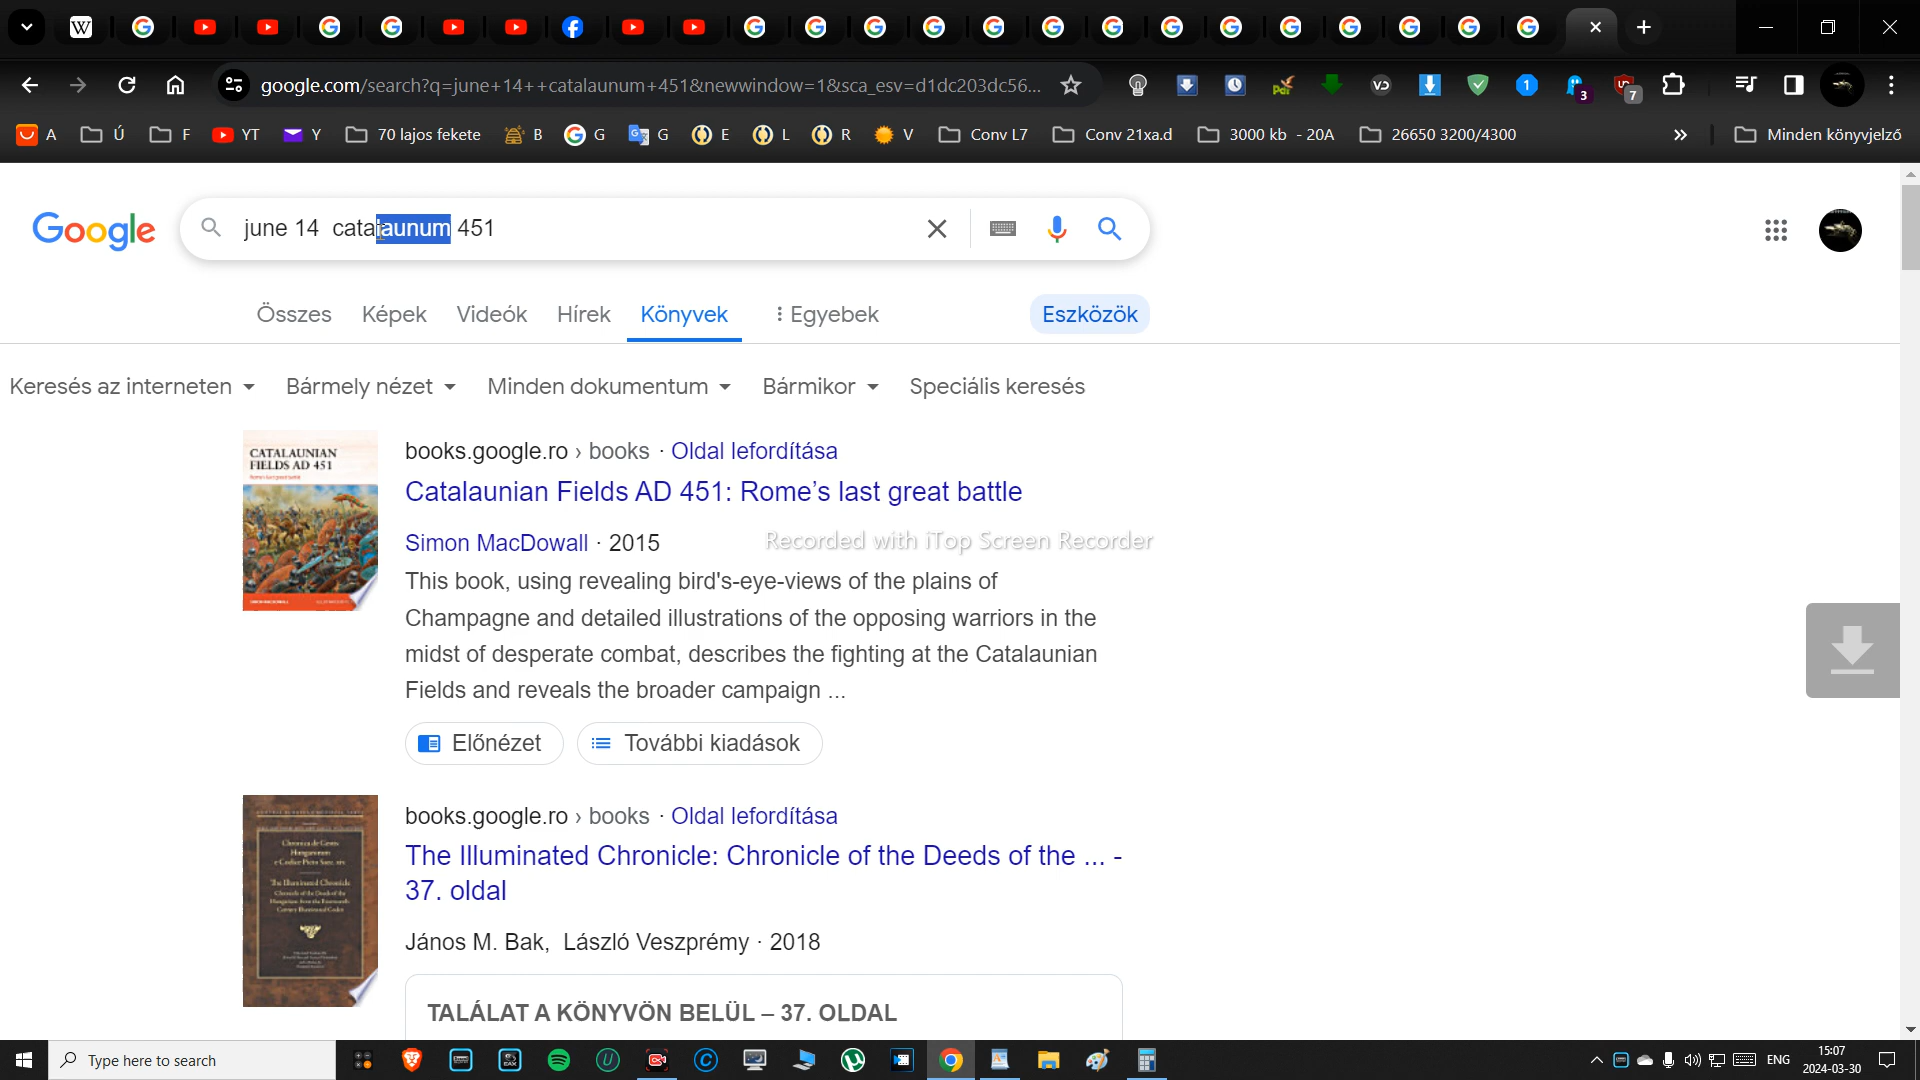 google.com/search?q=june+14++catalaunum+451&newwindow=1&sca_esv=d1dc203dc56...
3
7
A Ú F YT Y 70 lajos fekete B G G E L R V Conv L7 Conv 21xa.d 3000 kb - 20A 26650 3200/4300 » Minden könyvjelző
Google
june 14 catalaunum 451
Összes Képek Videók Hírek Könyvek Egyebek Eszközök
Keresés az interneten Bármely nézet Minden dokumentum Bármikor Speciális keresés
CATALAUNIAN
FIELDS AD 451
books.google.ro › books · Oldal lefordítása
Catalaunian Fields AD 451: Rome’s last great battle
Simon MacDowall · 2015
Recorded with iTop Screen Recorder
This book, using revealing bird's-eye-views of the plains of
Champagne and detailed illustrations of the opposing warriors in the
midst of desperate combat, describes the fighting at the Catalaunian
Fields and reveals the broader campaign ...
Előnézet További kiadások
books.google.ro › books · Oldal lefordítása
The Illuminated Chronicle: Chronicle of the Deeds of the ... -
37. oldal
János M. Bak, László Veszprémy · 2018
TALÁLAT A KÖNYVÖN BELÜL – 37. OLDAL
Type here to search
ENG
15:07
2024-03-30